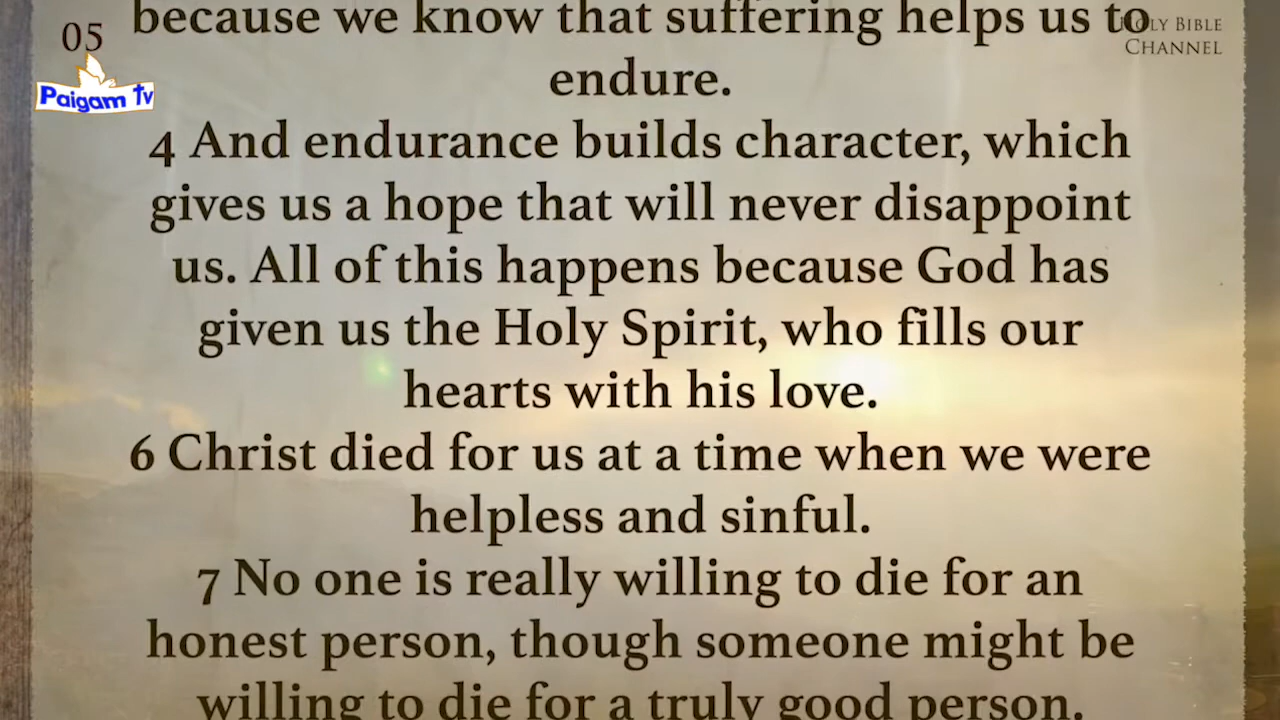 because we know that suffering helps us to
05
HOLY BIBLE
CHANNEL
Paigam Tv
endure.
4 And endurance builds character, which
gives us a hope that will never disappoint
us. All of this happens because God has
given us the Holy Spirit, who fills our
hearts with his love.
6 Christ died for us at a time when we were
helpless and sinful.
7 No one is really willing to die for an
honest person, though someone might be
willing to die for a truly good person.